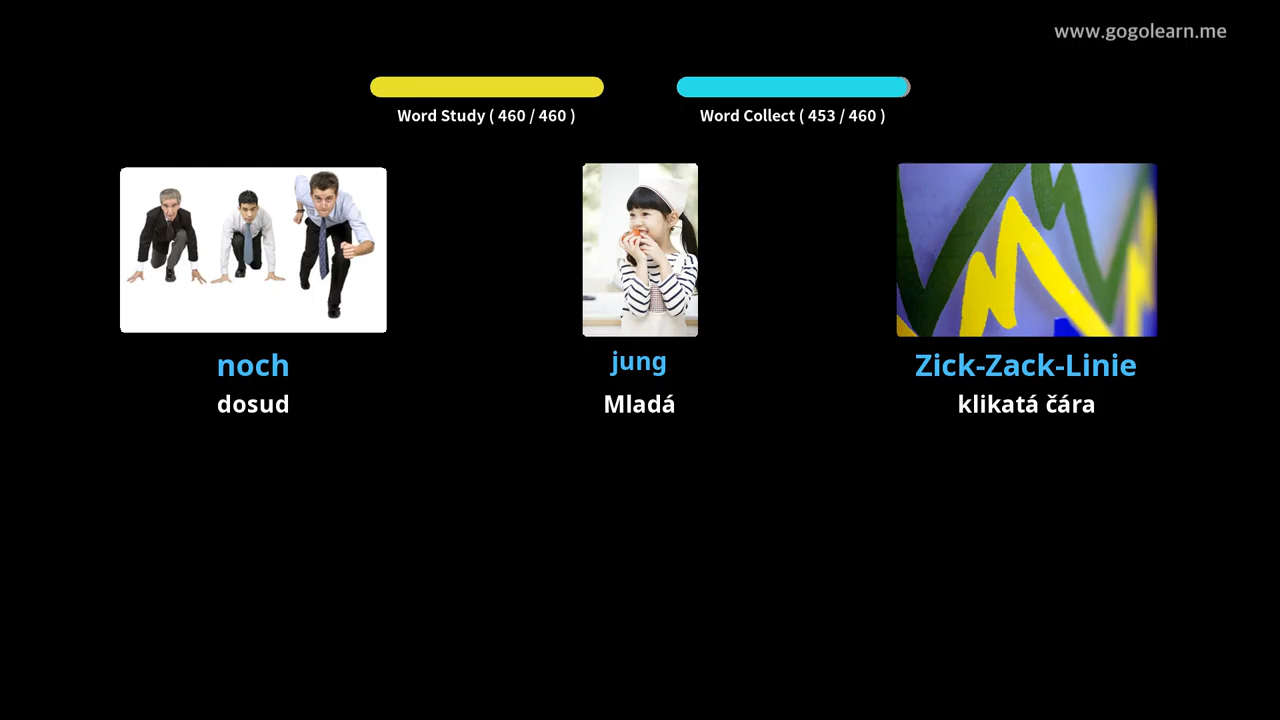 www.gogolearn.me
Word Study ( 460 / 460 )
Word Collect ( 453 / 460 )
noch
dosud
jung
Mladá
Zick-Zack-Linie
klikatá čára